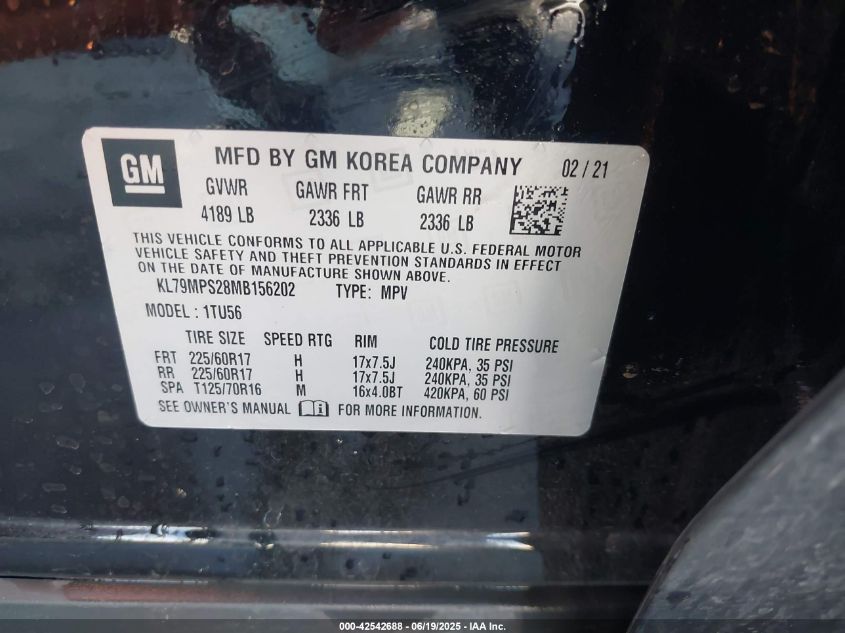 GM MFD BY GM KOREA COMPANY 02 / 21
GVWR GAWR FRT GAWR RR
4189 LB 2336 LB 2336 LB
THIS VEHICLE CONFORMS TO ALL APPLICABLE U.S. FEDERAL MOTOR
VEHICLE SAFETY AND THEFT PREVENTION STANDARDS IN EFFECT
ON THE DATE OF MANUFACTURE SHOWN ABOVE.
KL79MPS28MB156202 TYPE: MPV
MODEL : 1TU56
TIRE SIZE SPEED RTG RIM COLD TIRE PRESSURE
FRT 225/60R17 H 17x7.5J 240KPA, 35 PSI
RR 225/60R17 H 17x7.5J 240KPA, 35 PSI
SPA T125/70R16 M 16x4.0BT 420KPA, 60 PSI
SEE OWNER'S MANUAL FOR MORE INFORMATION.
000-42542688 - 06/19/2025 - IAA Inc.